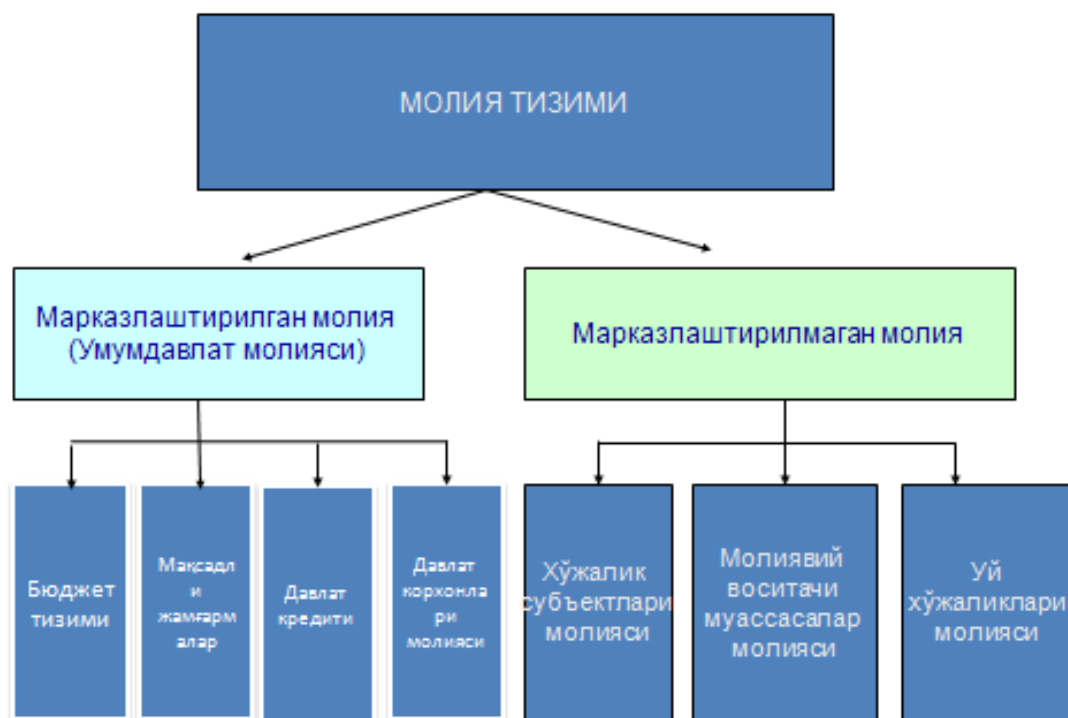 МОЛИЯ ТИЗИМИ
Марказлаштирилган молия
(Умумдавлат молияси)
Марказлаштирилмаган молия
Бюджет
тизими
Мақсадл
и
жамғарм
алар
Давлат
кредити
Давлат
корхонла
ри
молияси
Хўжалик
субъектлари
молияси
Молиявий
воситачи
муассасалар
молияси
Уй
хўжаликлари
молияси